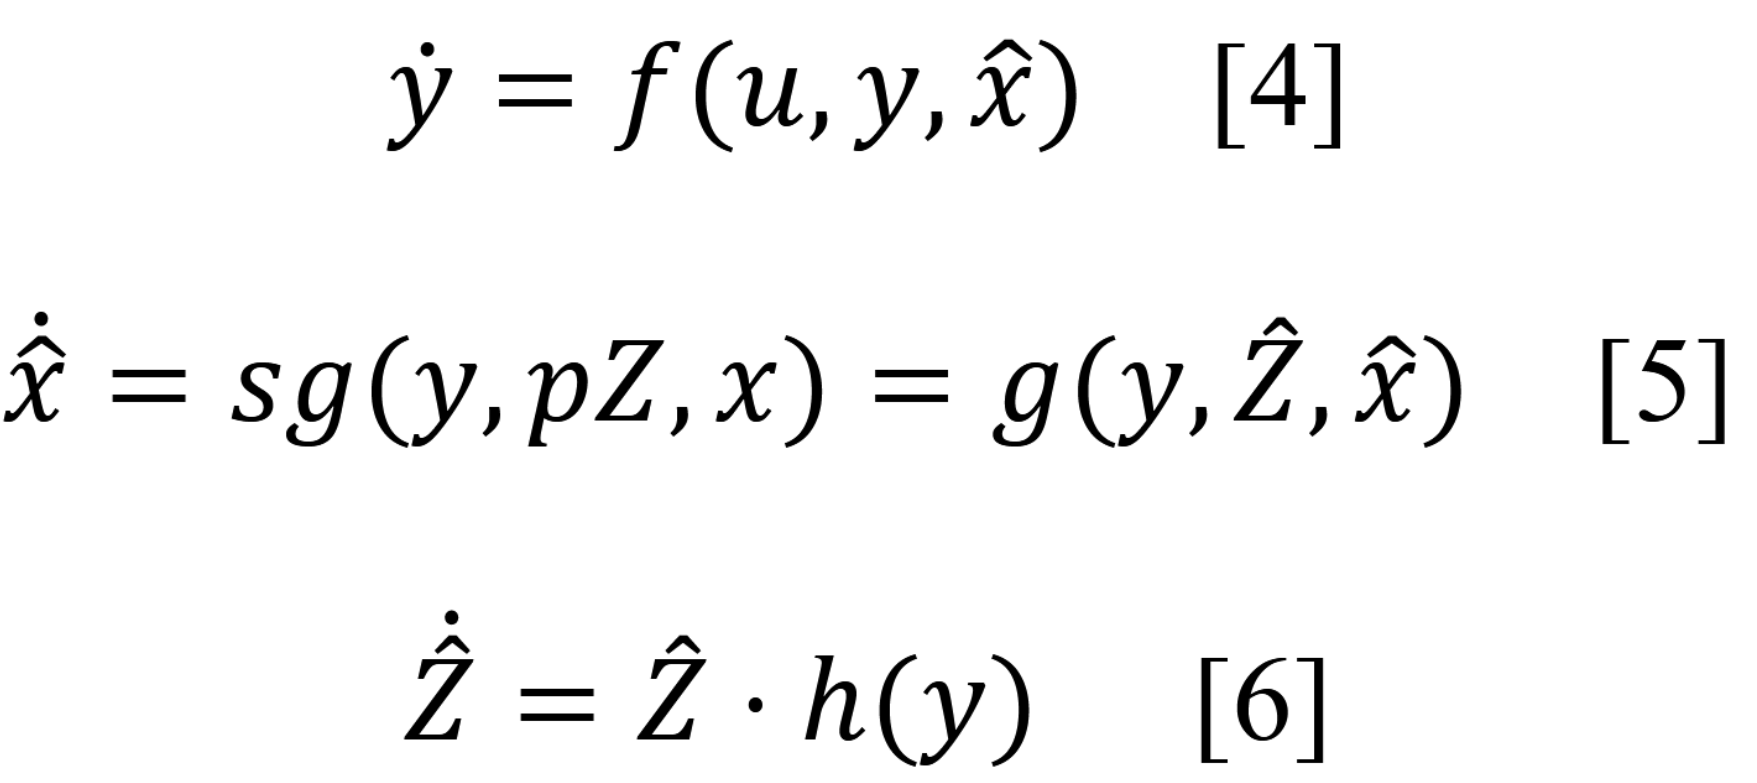 ẏ = f(u, y, x̂) [4]
x̂̇ = sg(y, pZ, x) = g(y, Ẑ, x̂) [5]
Ẑ̇ = Ẑ · h(y) [6]